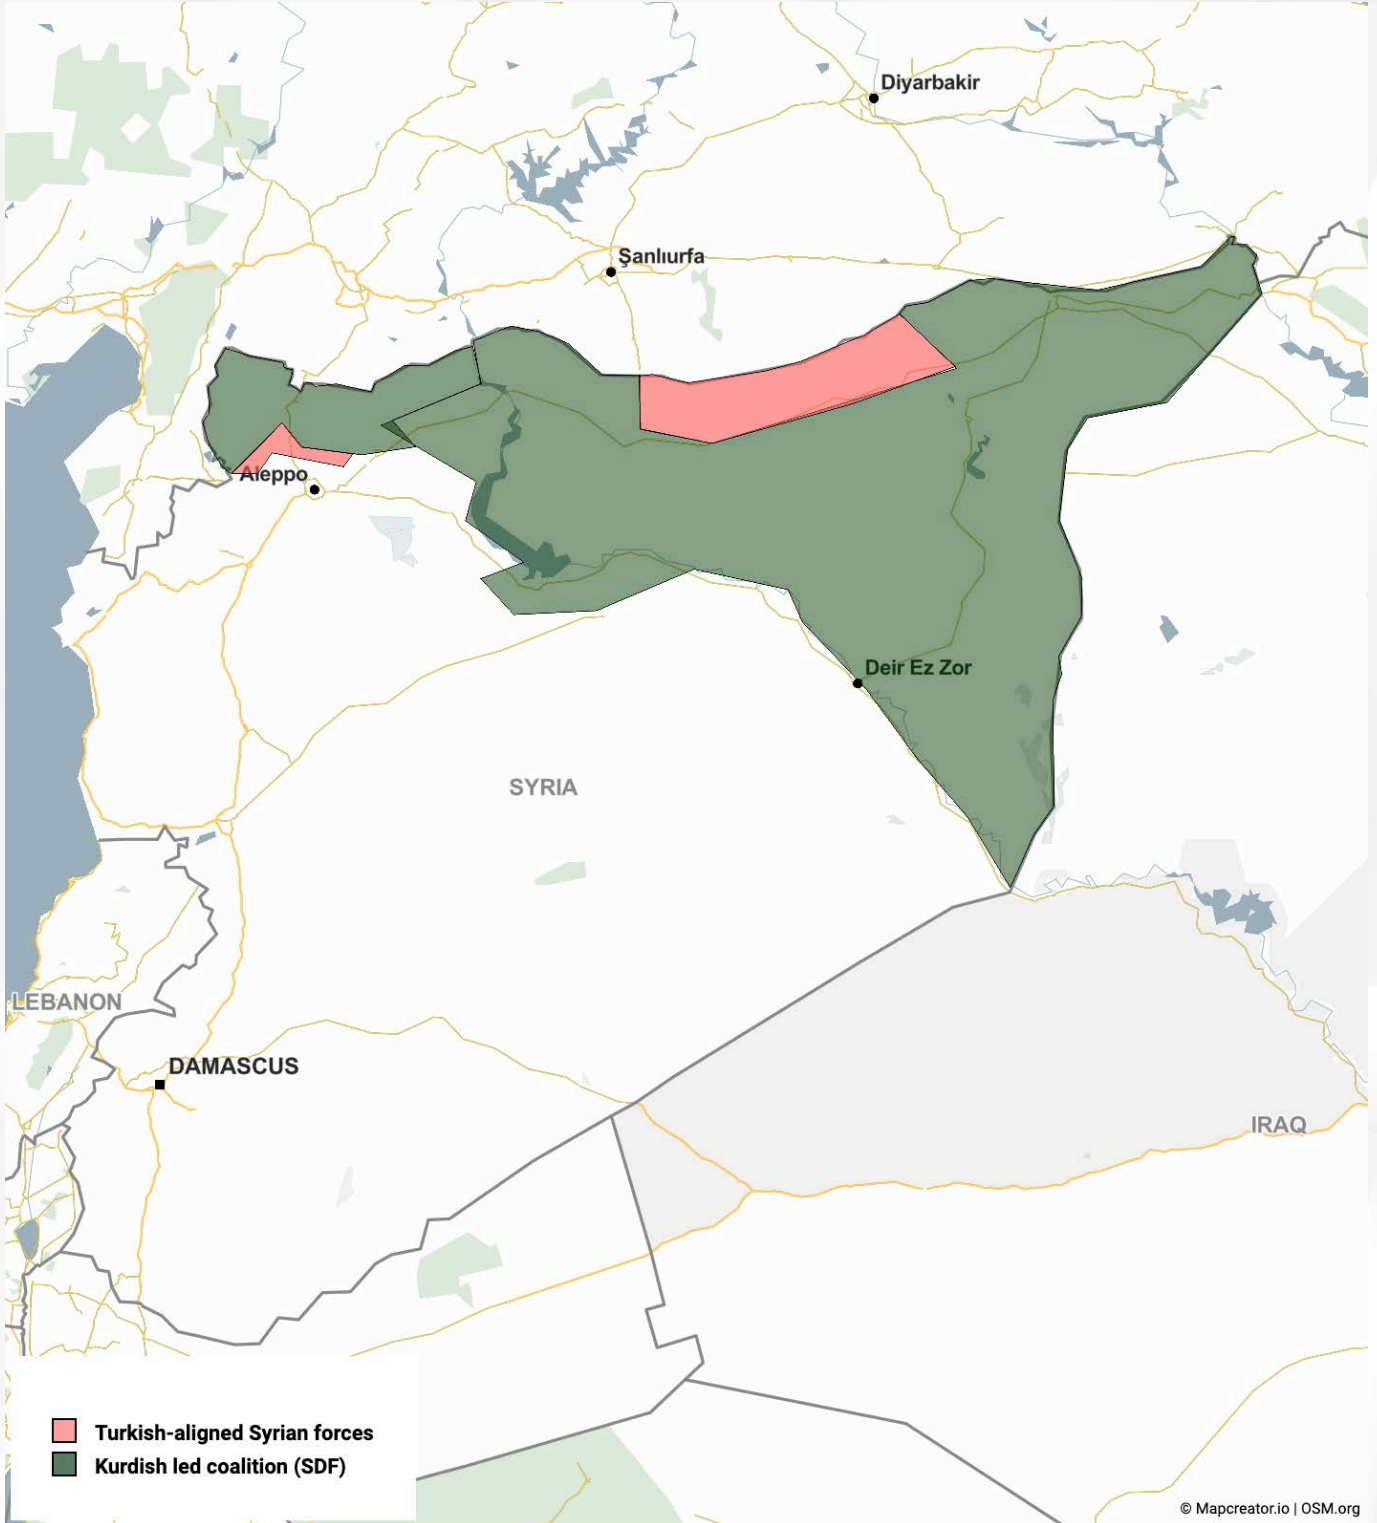 Diyarbakir
Şanlıurfa
Aleppo
Deir Ez Zor
SYRIA
LEBANON
DAMASCUS
IRAQ
Turkish-aligned Syrian forces
Kurdish led coalition (SDF)
© Mapcreator.io | OSM.org